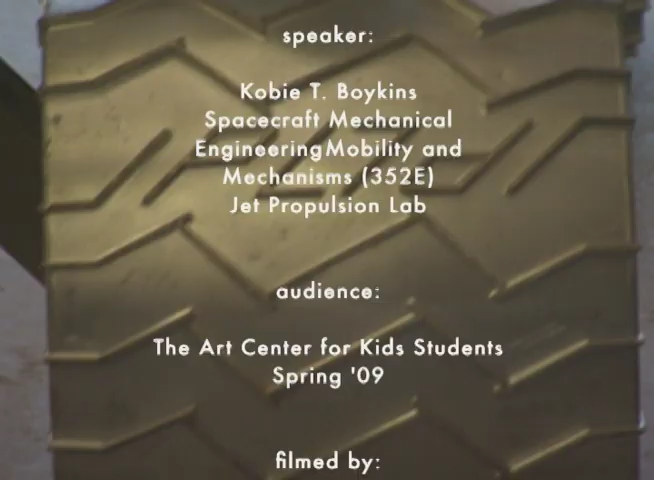 speaker:
Kobie T. Boykins
Spacecraft Mechanical
EngineeringMobility and
Mechanisms (352E)
Jet Propulsion Lab
audience:
The Art Center for Kids Students
Spring '09
filmed by: